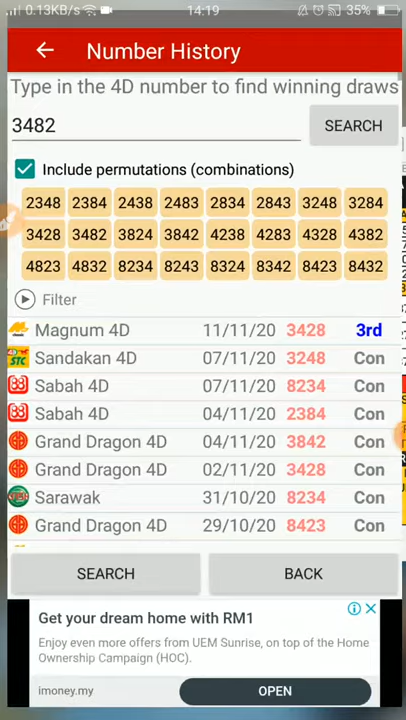 0.13KB/s 14:19 35%
Number History
Type in the 4D number to find winning draws
3482 SEARCH
Include permutations (combinations)
2348 2384 2438 2483 2834 2843 3248 3284
3428 3482 3824 3842 4238 4283 4328 4382
4823 4832 8234 8243 8324 8342 8423 8432
Filter
Magnum 4D 11/11/20 3428 3rd
STC Sandakan 4D 07/11/20 3248 Con
Sabah 4D 07/11/20 8234 Con
Sabah 4D 04/11/20 2384 Con
Grand Dragon 4D 04/11/20 3842 Con
Grand Dragon 4D 02/11/20 3428 Con
Sarawak 31/10/20 8234 Con
Grand Dragon 4D 29/10/20 8423 Con
SEARCH BACK
Get your dream home with RM1
Enjoy even more offers from UEM Sunrise, on top of the Home
Ownership Campaign (HOC).
imoney.my OPEN